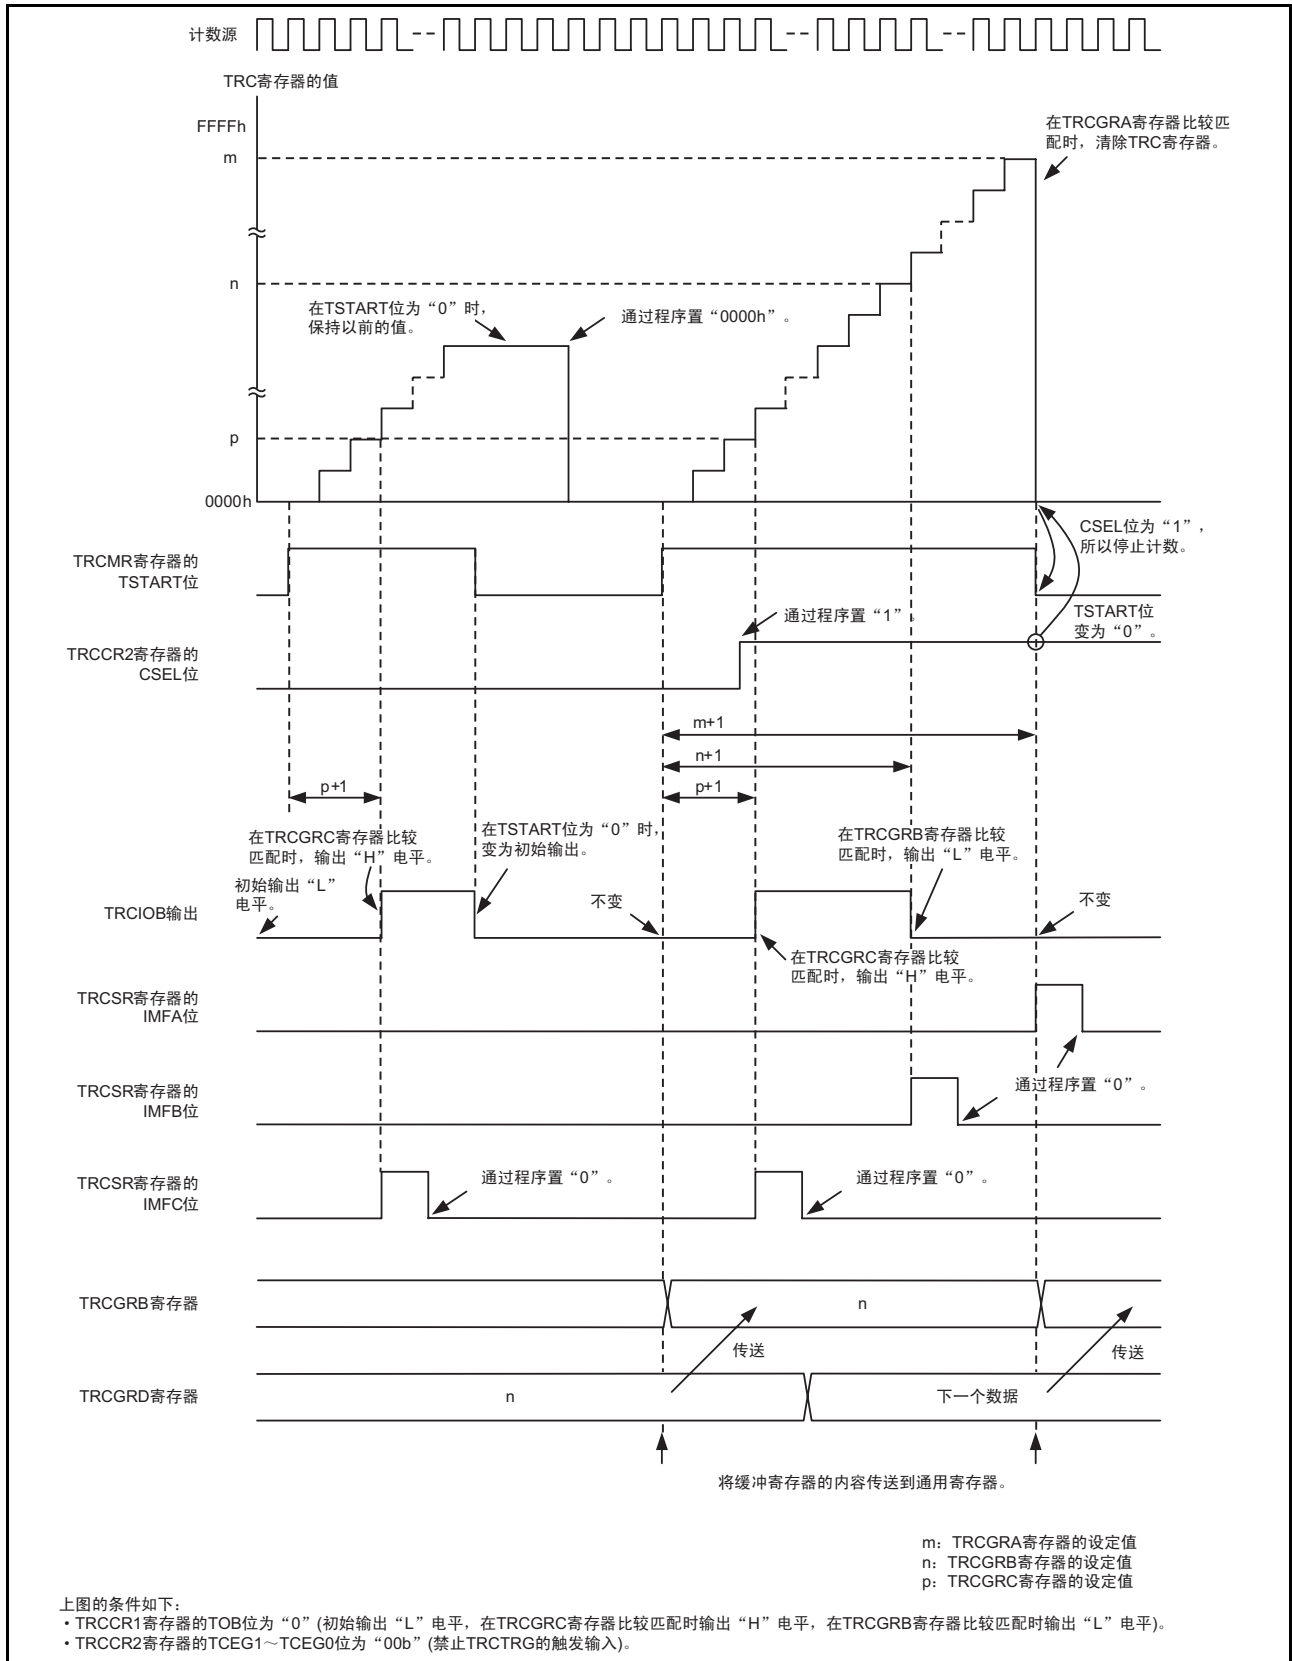 计数源
TRC寄存器的值
FFFFh
m
在TRCGRA寄存器比较匹
配时，清除TRC寄存器。
n
在TSTART位为“0”时，
保持以前的值。
通过程序置“0000h”。
p
0000h
CSEL位为“1”，
所以停止计数。
TRCMR寄存器的
TSTART位
通过程序置“1”。
TSTART位
变为“0”。
TRCCR2寄存器的
CSEL位
m+1
n+1
p+1
p+1
在TRCGRC寄存器比较
匹配时，输出“H”电平。
在TSTART位为“0”时，
变为初始输出。
在TRCGRB寄存器比较
匹配时，输出“L”电平。
初始输出“L”
电平。
不变
不变
TRCIOB输出
在TRCGRC寄存器比较
匹配时，输出“H”电平。
TRCSR寄存器的
IMFA位
通过程序置“0”。
TRCSR寄存器的
IMFB位
通过程序置“0”。
通过程序置“0”。
TRCSR寄存器的
IMFC位
TRCGRB寄存器
n
传送
传送
TRCGRD寄存器
n
下一个数据
将缓冲寄存器的内容传送到通用寄存器。
m：TRCGRA寄存器的设定值
n：TRCGRB寄存器的设定值
p：TRCGRC寄存器的设定值
上图的条件如下：
• TRCCR1寄存器的TOB位为“0”(初始输出“L”电平，在TRCGRC寄存器比较匹配时输出“H”电平，在TRCGRB寄存器比较匹配时输出“L”电平)。
• TRCCR2寄存器的TCEG1～TCEG0位为“00b”(禁止TRCTRG的触发输入)。